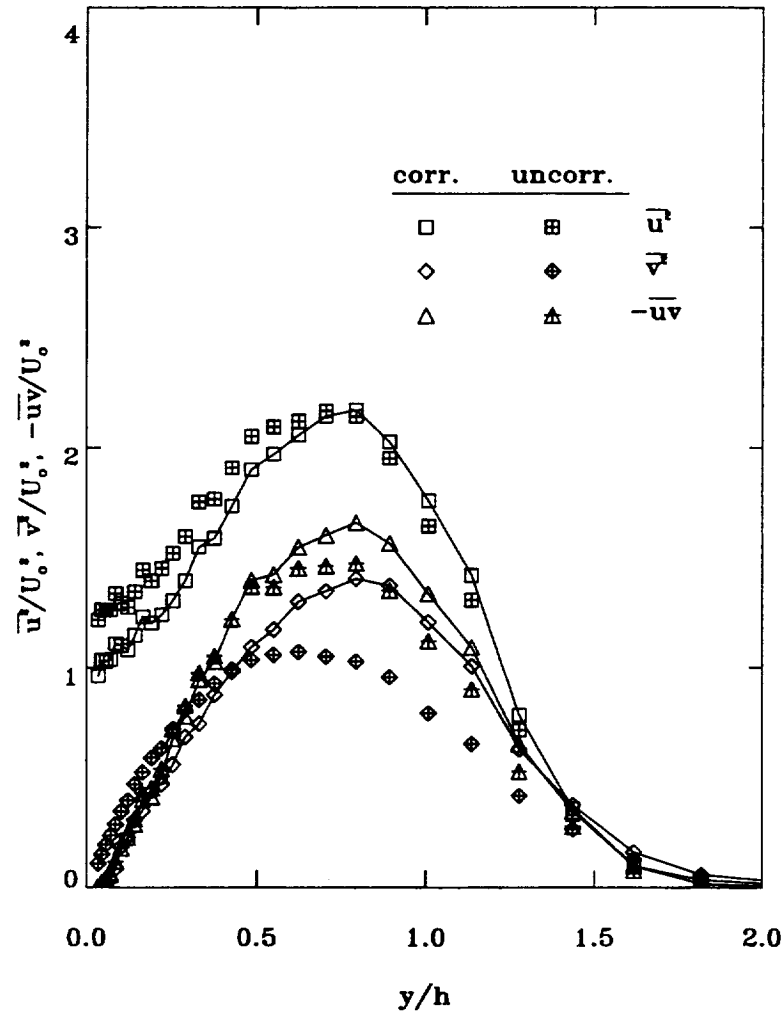 4
3
2
1
0
0.0 0.5 1.0 1.5 2.0
y/h
u²/U₀², v²/U₀², -uv/U₀²
corr. uncorr.
u²
v²
-uv